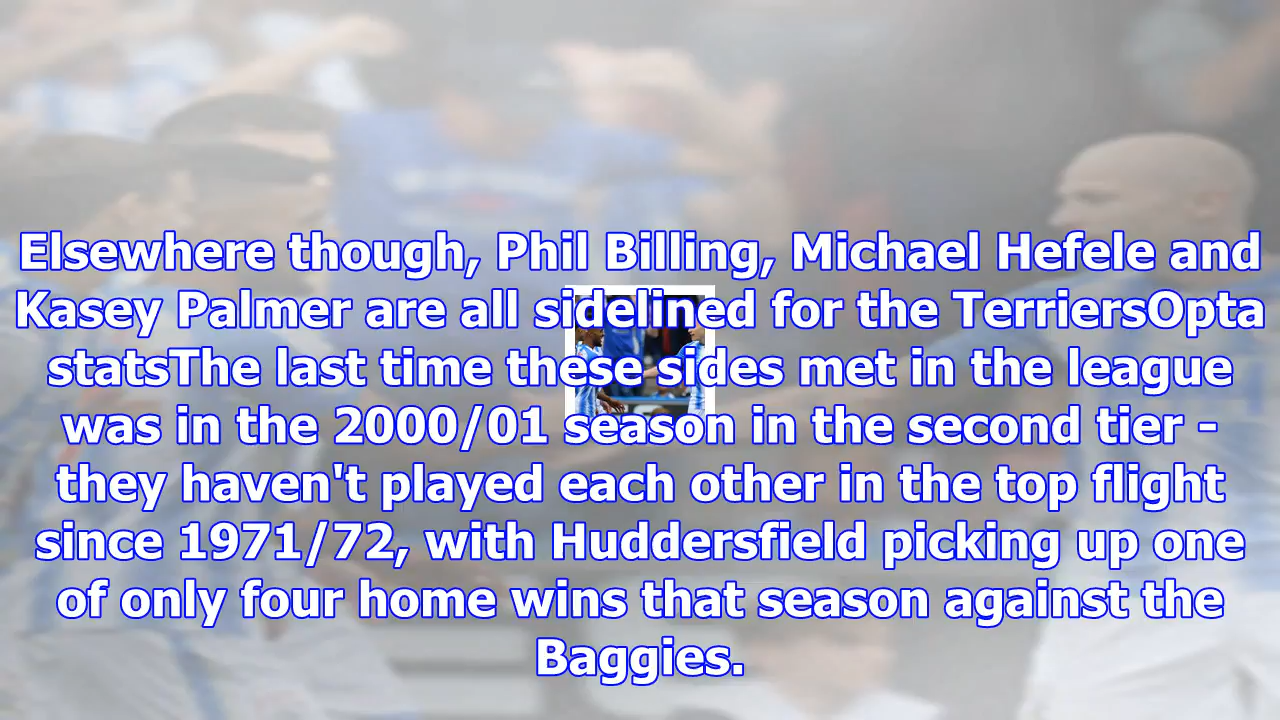 Elsewhere though, Phil Billing, Michael Hefele and
Kasey Palmer are all sidelined for the TerriersOpta
statsThe last time these sides met in the league
was in the 2000/01 season in the second tier -
they haven't played each other in the top flight
since 1971/72, with Huddersfield picking up one
of only four home wins that season against the
Baggies.